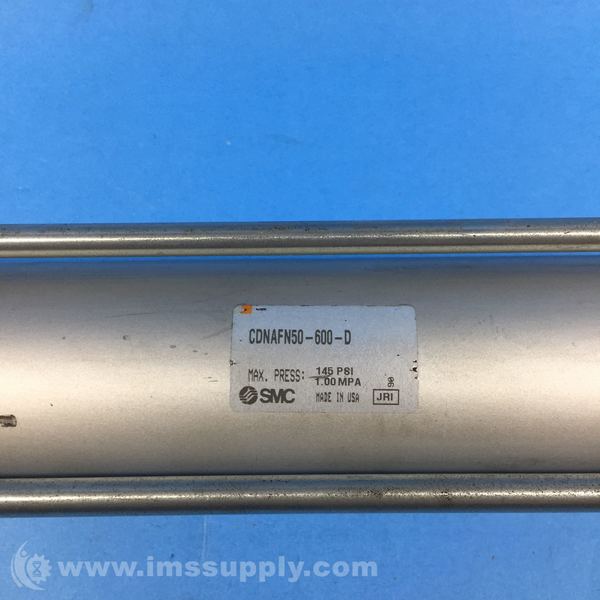 CDNAFN50-600-D
MAX. PRESS: 145 PSI
1.00 MPA
SMC MADE IN USA JRI
www.imssupply.com